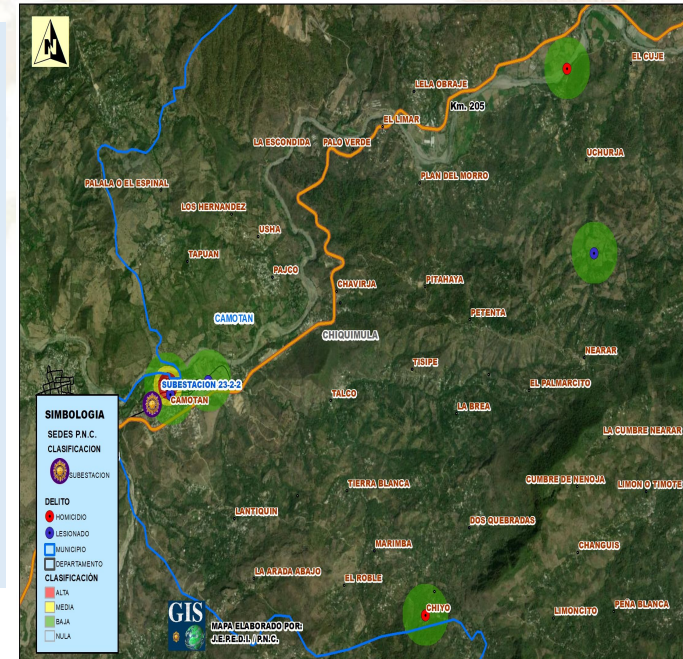 N
EL CUJE
LELA OBRAJE
Km. 205
EL LIMAR
LA ESCONDIDA
PALO VERDE
UCHURJA
PLAN DEL MORRO
PALALA O EL ESPINAL
LOS HERNANDEZ
USHA
TAPUAN
PAJCO
PITAHAYA
CHAVIRJA
PETENTA
CAMOTAN
CHIQUIMULA
NEARAR
TISIPE
SUBESTACION 23-2-2
EL PALMARCITO
TALCO
CAMOTAN
LA BREA
LA CUMBRE NEARAR
CUMBRE DE NENOJA
LIMON O TIMOTE
TIERRA BLANCA
LANTIQUIN
DOS QUEBRADAS
MARIMBA
CHANGUIS
LA ARADA ABAJO
EL ROBLE
CHIYO
LIMONCITO
PEÑA BLANCA
SIMBOLOGIA
SEDES P.N.C.
CLASIFICACION
SUBESTACION
DELITO
HOMICIDIO
LESIONADO
MUNICIPIO
DEPARTAMENTO
CLASIFICACIÓN
ALTA
MEDIA
BAJA
NULA
GIS
MAPA ELABORADO POR:
J.E.P.E.D.I. / P.N.C.